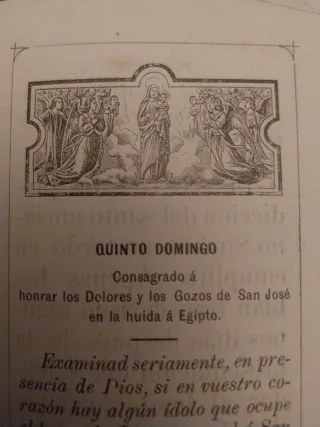 QUINTO DOMINGO
Consagrado á
honrar los Dolores y los Gozos de San José
en la huida á Egipto.
Examinad seriamente, en pre-
sencia de Dios, si en vuestro co-
razón hay algún ídolo que ocupe